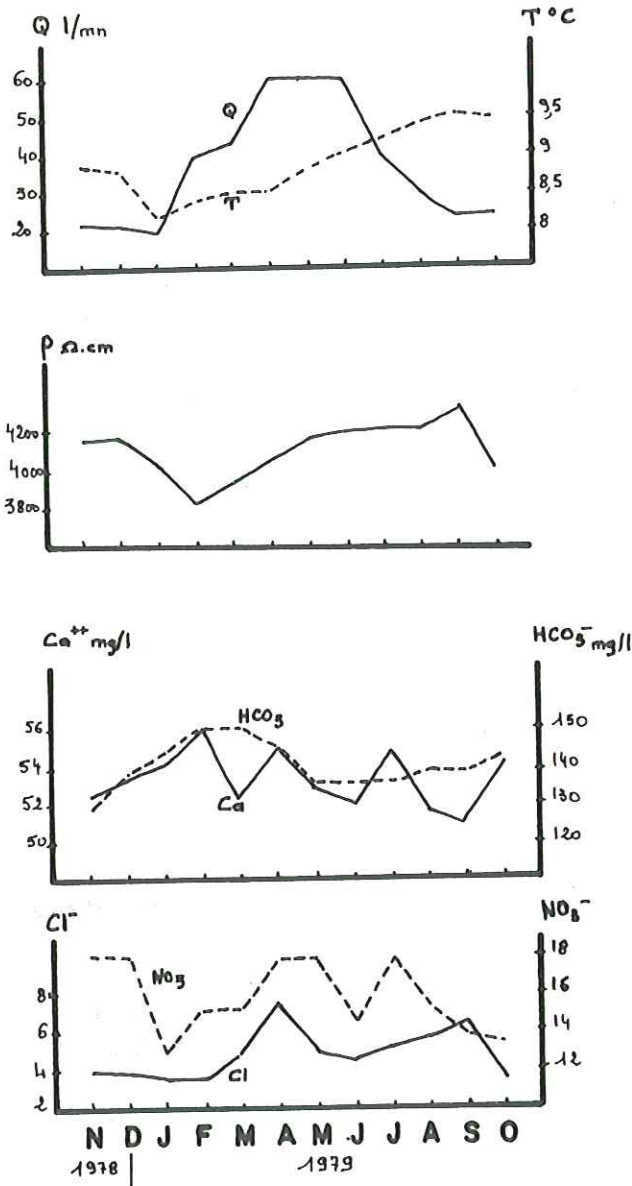 Q l/mn T°C
60
50
40
30
20
Q
T
9,5
9
8,5
8
ρ Ω.cm
4200
4000
3800
Ca++ mg/l HCO3- mg/l
56
54
52
50
HCO3
Ca
150
140
130
120
Cl- NO3-
8
6
4
2
NO3
Cl
18
16
14
12
N D J F M A M J J A S O
1978 1979